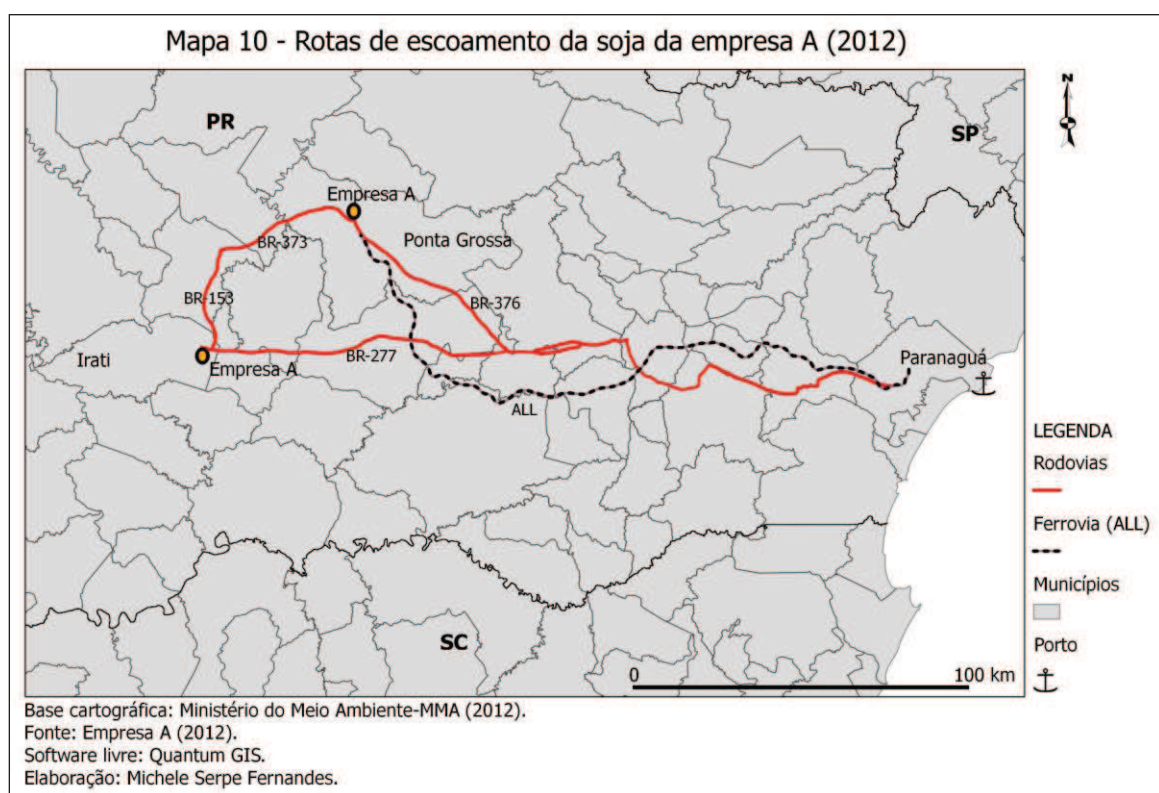 Mapa 10 - Rotas de escoamento da soja da empresa A (2012)
N
PR
SP
Empresa A
Ponta Grossa
BR-373
BR-153
BR-376
Irati
BR-277
Empresa A
Paranaguá
ALL
LEGENDA
Rodovias
Ferrovia (ALL)
Municípios
Porto
SC
0 100 km
Base cartográfica: Ministério do Meio Ambiente-MMA (2012).
Fonte: Empresa A (2012).
Software livre: Quantum GIS.
Elaboração: Michele Serpe Fernandes.